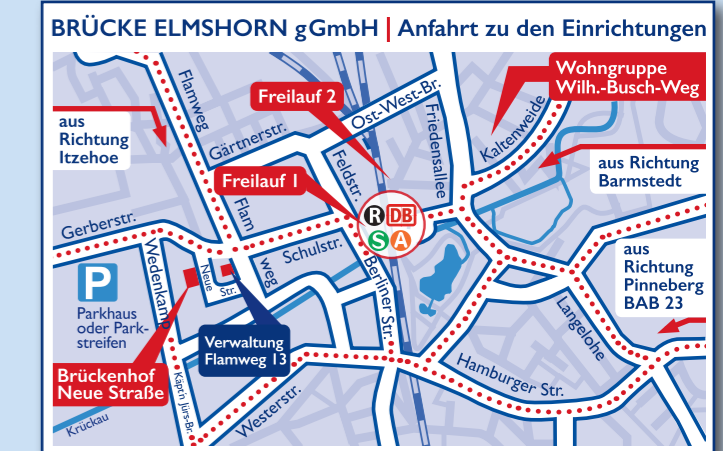 BRÜCKE ELMSHORN gGmbH | Anfahrt zu den Einrichtungen
Wohngruppe
Wilh.-Busch-Weg
Freilauf 2
Ost-West-Br.
Flamweg
Friedensallee
Kaltenweide
aus
Richtung
Itzehoe
Gärtnerstr.
Feldstr.
aus Richtung
Barmstedt
Freilauf 1
Flam
weg
R DB
S A
Gerberstr.
Wedenkamp
Schulstr.
Neue
Str.
Berliner Str.
aus
Richtung
Pinneberg
BAB 23
P
Parkhaus
oder Park-
streifen
Langelohe
Verwaltung
Flamweg 13
Brückenhof
Neue Straße
Käpt'n Jürs-Br.
Hamburger Str.
Westerstr.
Krückau